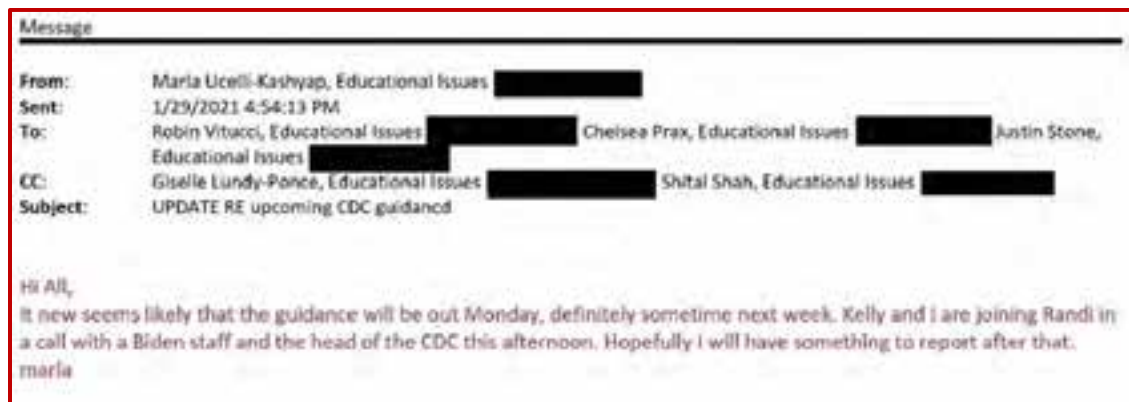 Message
From: Marla Ucelli-Kashyap, Educational Issues
Sent: 1/29/2021 4:54:13 PM
To: Robin Vitucci, Educational Issues Chelsea Prax, Educational Issues Justin Stone,
Educational Issues
CC: Giselle Lundy-Ponce, Educational Issues Shital Shah, Educational Issues
Subject: UPDATE RE upcoming CDC guidancd
Hi All,
It new seems likely that the guidance will be out Monday, definitely sometime next week. Kelly and I are joining Randi in
a call with a Biden staff and the head of the CDC this afternoon. Hopefully I will have something to report after that.
marla